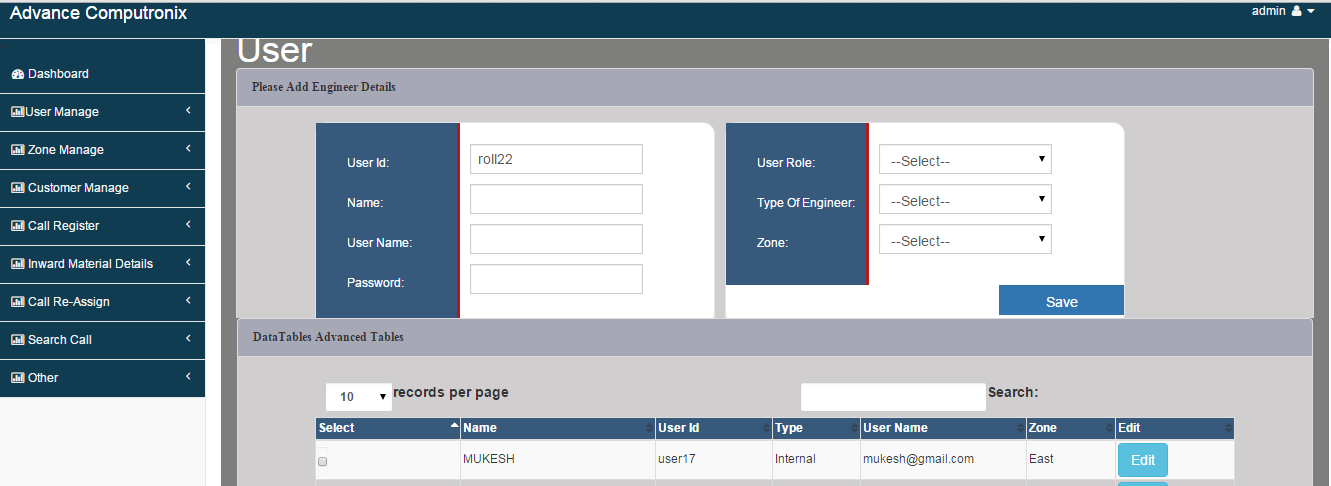 Advance Computronix
admin
User
Dashboard
User Manage
Zone Manage
Customer Manage
Call Register
Inward Material Details
Call Re-Assign
Search Call
Other
Please Add Engineer Details
User Id: roll22
Name:
User Name:
Password:
User Role: --Select--
Type Of Engineer: --Select--
Zone: --Select--
Save
DataTables Advanced Tables
10 records per page Search:
Select Name User Id Type User Name Zone Edit
MUKESH user17 Internal mukesh@gmail.com East Edit